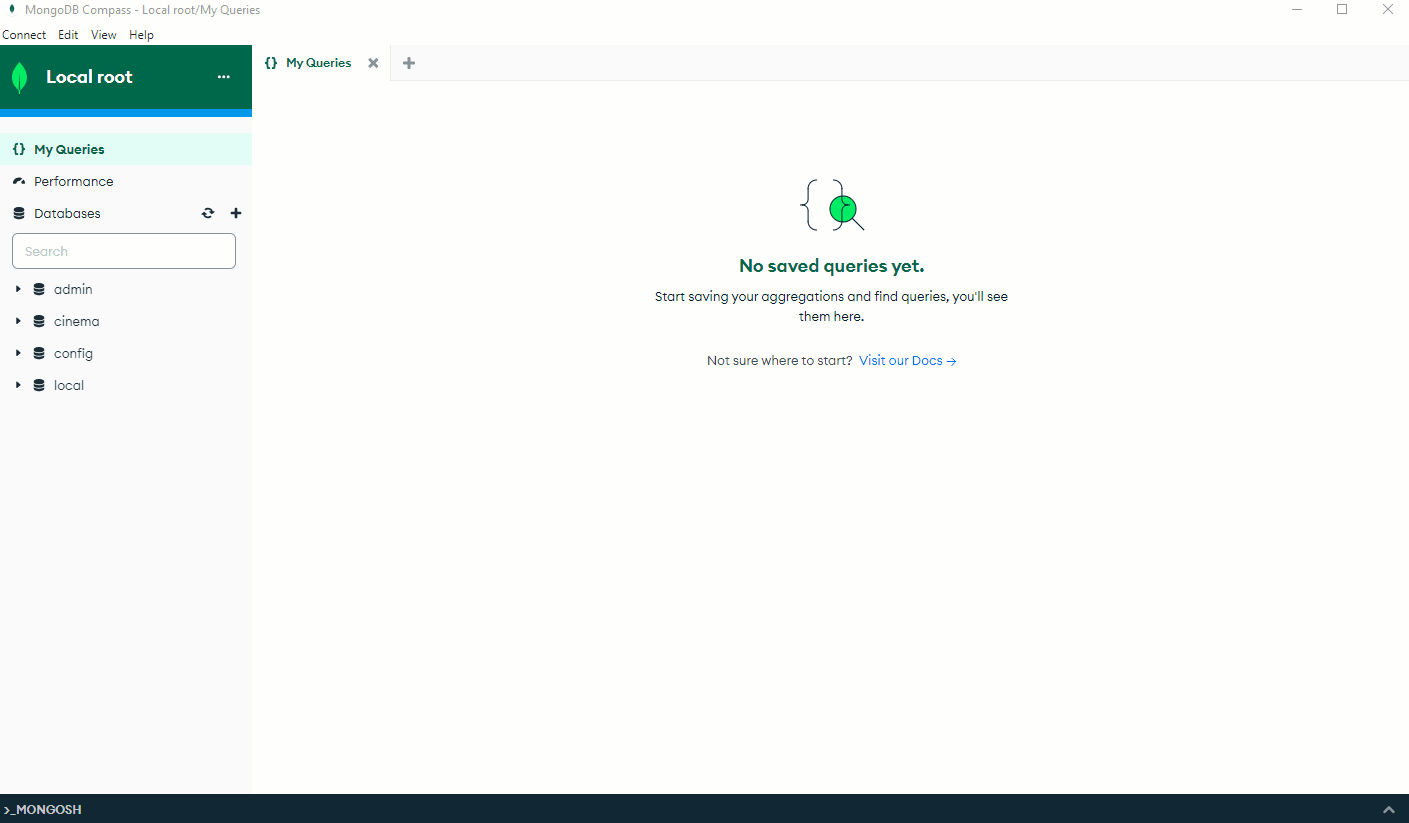 MongoDB Compass - Local root/My Queries
Connect Edit View Help
Local root
My Queries
My Queries
Performance
Databases
Search
admin
cinema
config
local
No saved queries yet.
Start saving your aggregations and find queries, you'll see
them here.
Not sure where to start? Visit our Docs →
>_MONGOSH